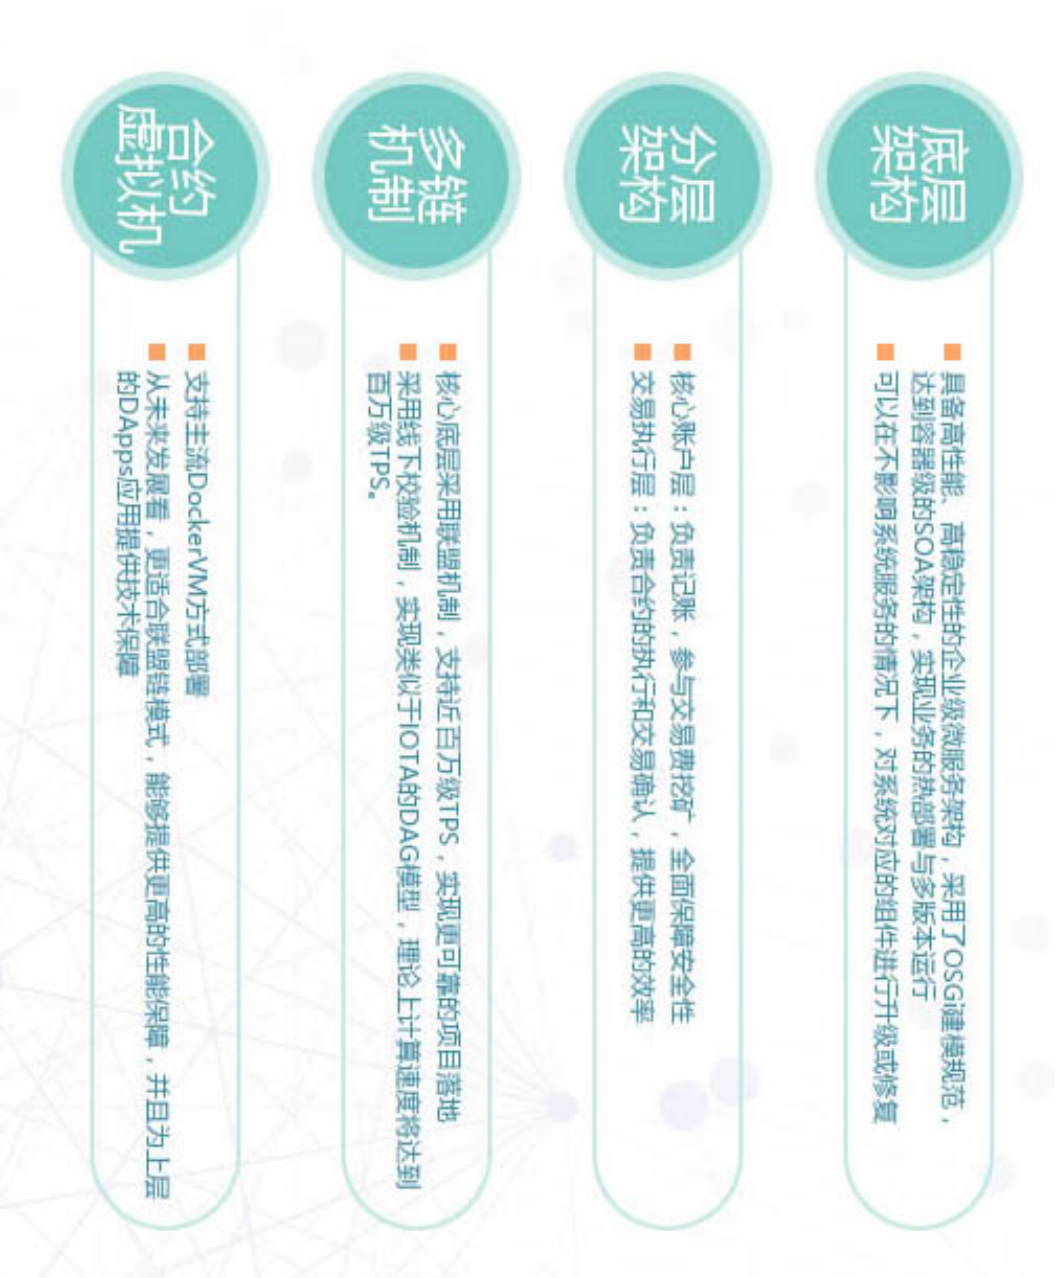 底层
架构
具备高性能、高稳定性的企业级微服务架构，采用了OSGi建模规范，
达到容器级的SOA架构，实现业务的热部署与多版本运行
可以在不影响系统服务的情况下，对系统对应的组件进行升级或修复
分层
架构
核心账户层：负责记账，参与交易费挖矿，全面保障安全性
交易执行层：负责合约的执行和交易确认，提供更高的效率
多链
机制
核心底层采用联盟机制，支持近百万级TPS，实现更可靠的项目落地
采用线下校验机制，实现类似于IOTA的DAG模型，理论上计算速度将达到
百万级TPS。
合约
虚拟机
支持主流DockerVM方式部署
从未来发展看，更适合联盟链模式，能够提供更高的性能保障，并且为上层
的DApps应用提供技术保障